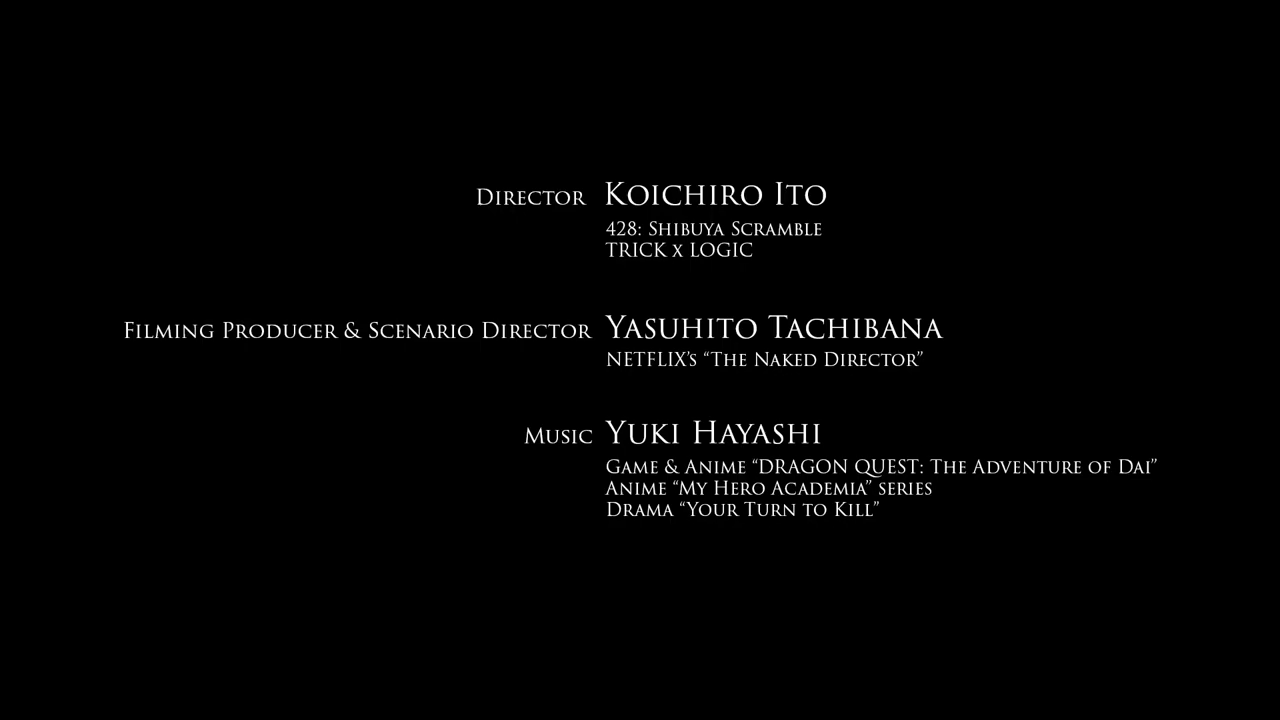 Director Koichiro Ito
428: Shibuya Scramble
TRICK x LOGIC
Filming Producer & Scenario Director Yasuhito Tachibana
NETFLIX's “The Naked Director”
Music Yuki Hayashi
Game & Anime “DRAGON QUEST: The Adventure of Dai”
Anime “My Hero Academia” series
Drama “Your Turn to Kill”